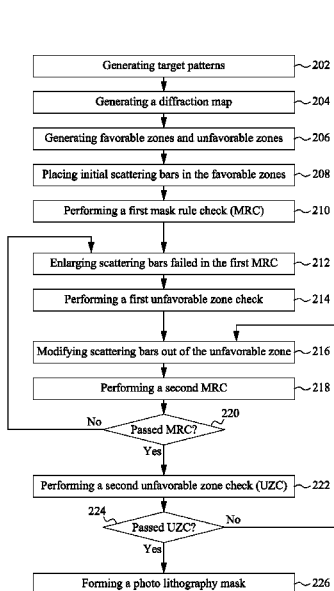 Generating target patterns 202
Generating a diffraction map 204
Generating favorable zones and unfavorable zones 206
Placing initial scattering bars in the favorable zones 208
Performing a first mask rule check (MRC) 210
Enlarging scattering bars failed in the first MRC 212
Performing a first unfavorable zone check 214
Modifying scattering bars out of the unfavorable zone 216
Performing a second MRC 218
220
No
Passed MRC?
Yes
Performing a second unfavorable zone check (UZC) 222
224
Passed UZC?
No
Yes
Forming a photo lithography mask 226